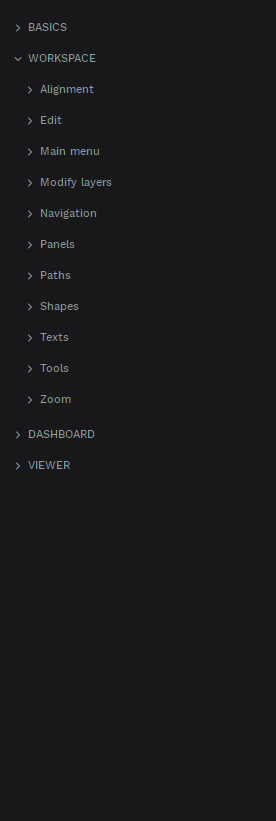 BASICS
WORKSPACE
Alignment
Edit
Main menu
Modify layers
Navigation
Panels
Paths
Shapes
Texts
Tools
Zoom
DASHBOARD
VIEWER